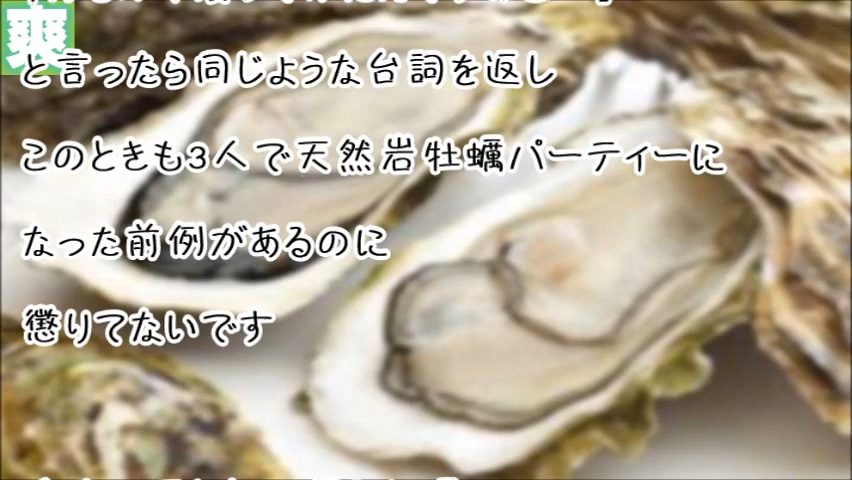 爽
と言ったら同じような台詞を返し
このときも3人で天然岩牡蠣パーティーに
なった前例があるのに
懲りてないです